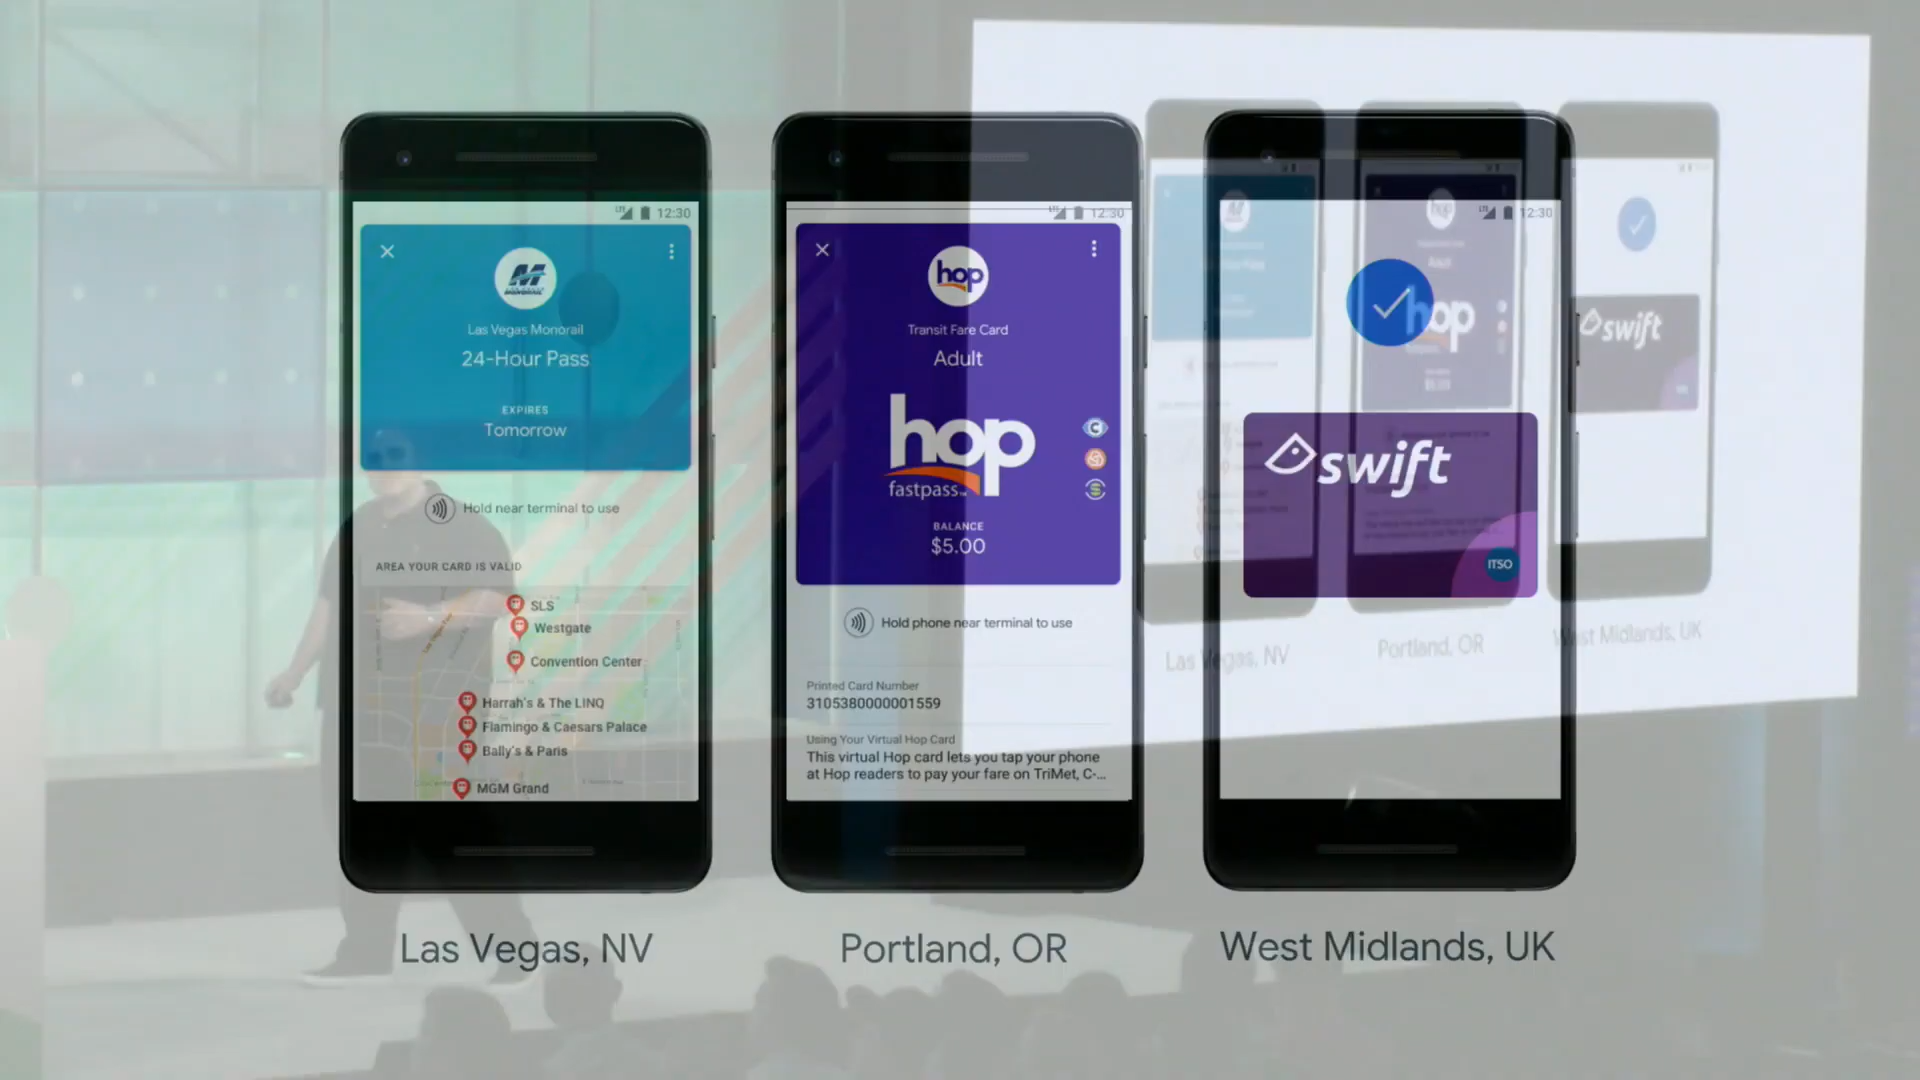 LTE 12:30
Las Vegas Monorail
24-Hour Pass
EXPIRES
Tomorrow
Hold near terminal to use
AREA YOUR CARD IS VALID
SLS
Westgate
Convention Center
Harrah's & The LINQ
Flamingo & Caesars Palace
Bally's & Paris
MGM Grand
Las Vegas, NV
LTE 12:30
hop
Transit Fare Card
Adult
hop
fastpass
BALANCE
$5.00
Hold phone near terminal to use
Printed Card Number
3105380000001559
Using Your Virtual Hop Card
This virtual Hop card lets you tap your phone
at Hop readers to pay your fare on TriMet, C-...
Portland, OR
LTE 12:30
swift
ITSO
West Midlands, UK
hop
Adult
hop
swift
Las Vegas, NV
Portland, OR
West Midlands, UK